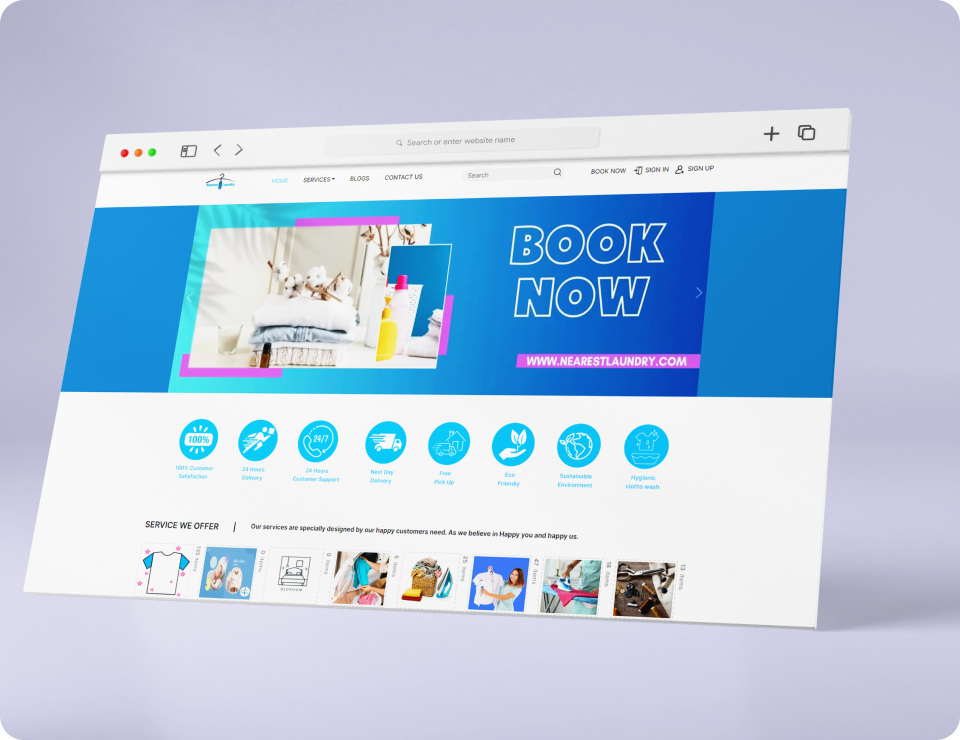 Search or enter website name
HOME
SERVICES
BLOGS
CONTACT US
Search
BOOK NOW
SIGN IN
SIGN UP
BOOK
NOW
WWW.NEARESTLAUNDRY.COM
100%
24/7
100% Customer
Satisfaction
24 Hours
Delivery
24 Hours
Customer Support
Next Day
Delivery
Free
Pick Up
Eco
Friendly
Sustainable
Environment
Hygienic
cloths wash
SERVICE WE OFFER
Our services are specially designed by our happy customers need. As we believe in Happy you and happy us.
0 items
BEDROOM
0 items
5 items
25 items
47 items
18 items
13 items